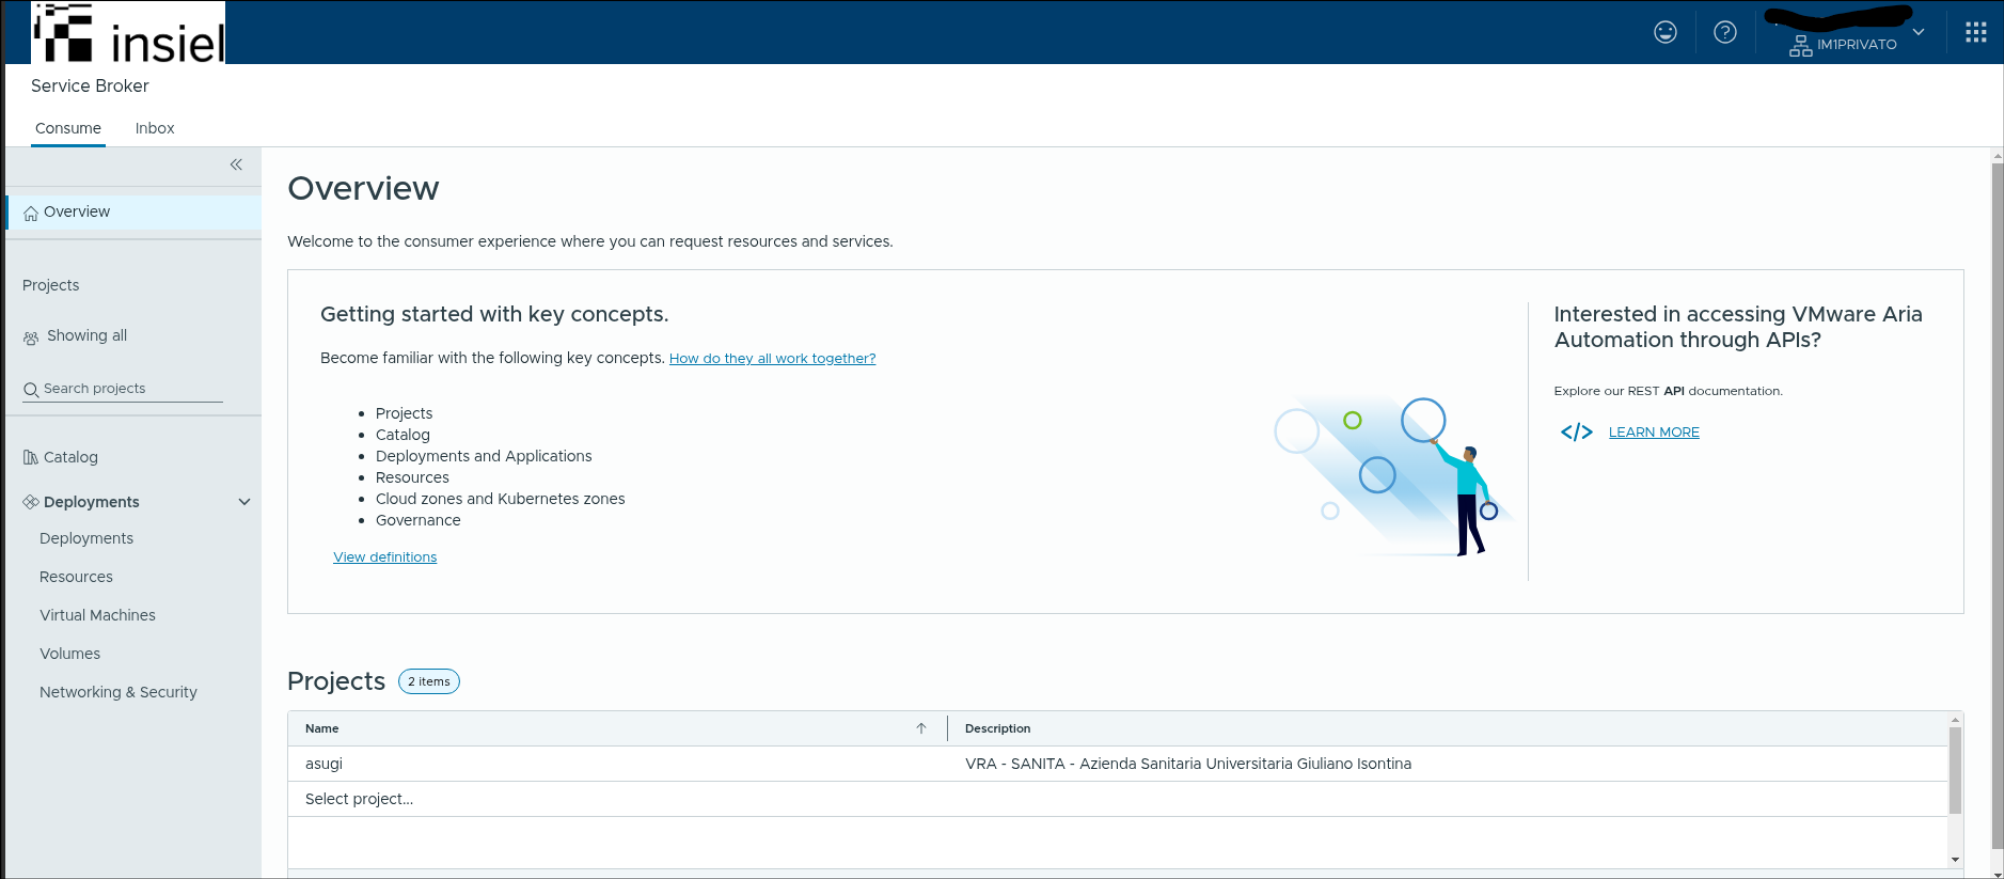 insiel
IM1PRIVATO
Service Broker
Consume
Inbox
Overview
Projects
Showing all
Search projects
Catalog
Deployments
Deployments
Resources
Virtual Machines
Volumes
Networking & Security
Overview
Welcome to the consumer experience where you can request resources and services.
Getting started with key concepts.
Become familiar with the following key concepts. How do they all work together?
• Projects
• Catalog
• Deployments and Applications
• Resources
• Cloud zones and Kubernetes zones
• Governance
View definitions
Interested in accessing VMware Aria
Automation through APIs?
Explore our REST API documentation.
</> LEARN MORE
Projects 2 items
Name Description
asugi VRA - SANITA - Azienda Sanitaria Universitaria Giuliano Isontina
Select project...